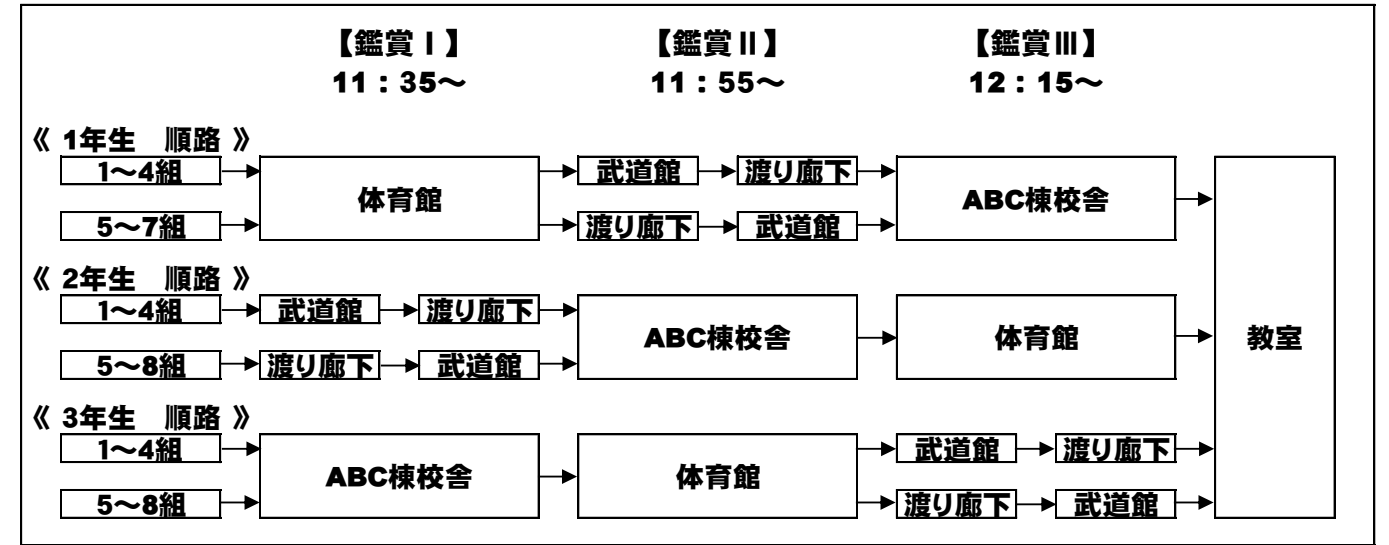 【鑑賞Ⅰ】 【鑑賞Ⅱ】 【鑑賞Ⅲ】
11：35～ 11：55～ 12：15～
《 1年生 順路 》
1～4組 武道館 渡り廊下
体育館 ABC棟校舎
5～7組 渡り廊下 武道館
《 2年生 順路 》
1～4組 武道館 渡り廊下
ABC棟校舎 体育館 教室
5～8組 渡り廊下 武道館
《 3年生 順路 》
1～4組 武道館 渡り廊下
ABC棟校舎 体育館
5～8組 渡り廊下 武道館